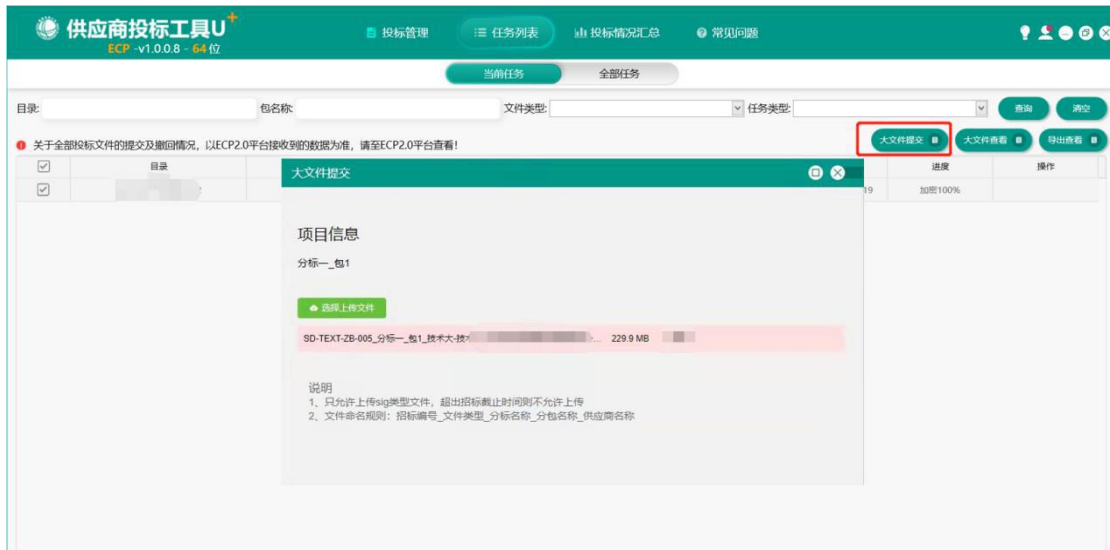 供应商投标工具U+
ECP -v1.0.0.8 - 64位
投标管理
任务列表
投标情况汇总
常见问题
当前任务
全部任务
目录:
包名称:
文件类型:
任务类型:
查询
清空
关于全部投标文件的提交及撤回情况，以ECP2.0平台接收到的数据为准，请至ECP2.0平台查看！
大文件提交
大文件查看
导出查看
目录
进度
操作
19
加密100%
大文件提交
项目信息
分标一_包1
选择上传文件
SD-TEXT-ZB-005_分标一_包1_技术大-技
... 229.9 MB
说明
1、只允许上传sig类型文件，超出招标截止时间则不允许上传
2、文件命名规则：招标编号_文件类型_分标名称_分包名称_供应商名称